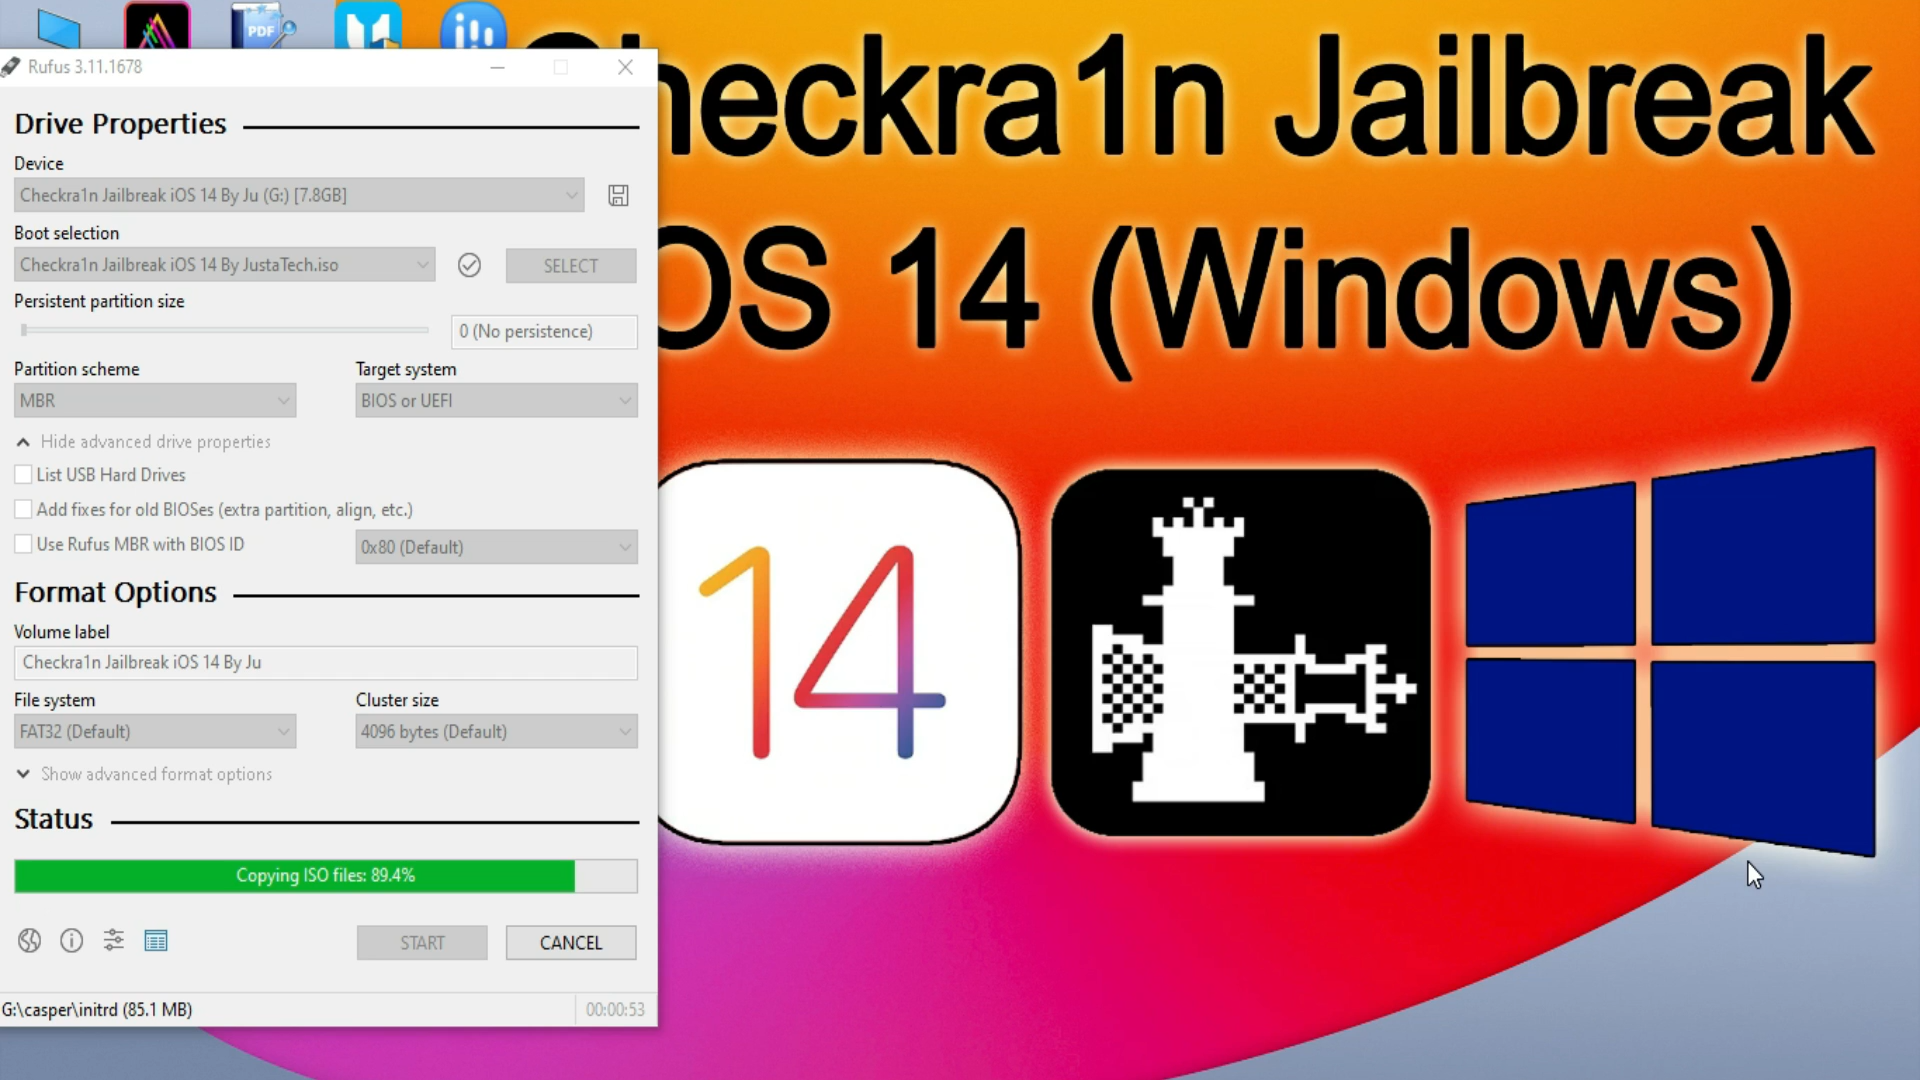 Rufus 3.11.1678
Drive Properties
Device
Checkra1n Jailbreak iOS 14 By Ju (G:) [7.8GB]
Boot selection
Checkra1n Jailbreak iOS 14 By JustaTech.iso
SELECT
Persistent partition size
0 (No persistence)
Partition scheme
Target system
MBR
BIOS or UEFI
Hide advanced drive properties
List USB Hard Drives
Add fixes for old BIOSes (extra partition, align, etc.)
Use Rufus MBR with BIOS ID
0x80 (Default)
Format Options
Volume label
Checkra1n Jailbreak iOS 14 By Ju
File system
Cluster size
FAT32 (Default)
4096 bytes (Default)
Show advanced format options
Status
Copying ISO files: 89.4%
START
CANCEL
G:\casper\initrd (85.1 MB)
00:00:53
PDF
Checkra1n Jailbreak
OS 14 (Windows)
14